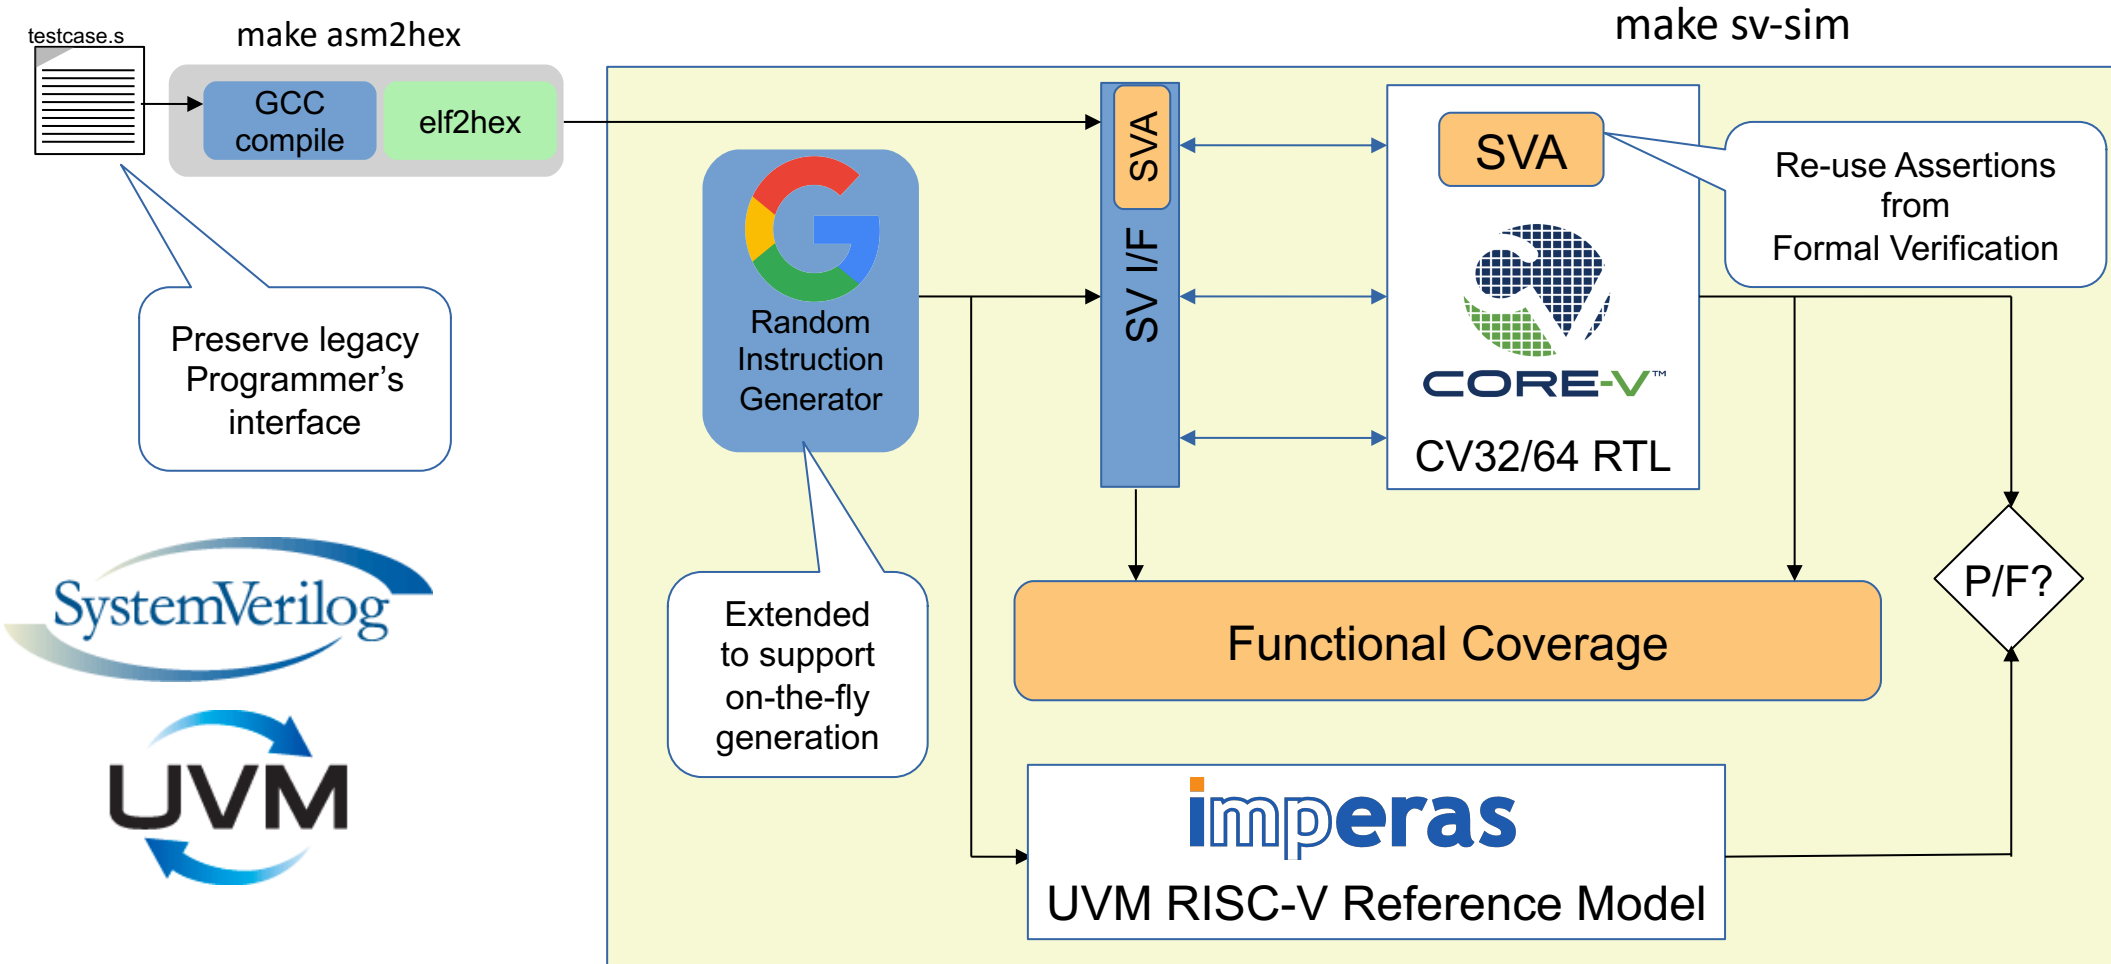 make sv-sim
testcase.s
make asm2hex
GCC
compile
elf2hex
SVA
SV I/F
SVA
Re-use Assertions
from
Formal Verification
Random
Instruction
Generator
CORE-V™
CV32/64 RTL
Preserve legacy
Programmer's
interface
SystemVerilog
UVM
Extended
to support
on-the-fly
generation
Functional Coverage
P/F?
imperas
UVM RISC-V Reference Model